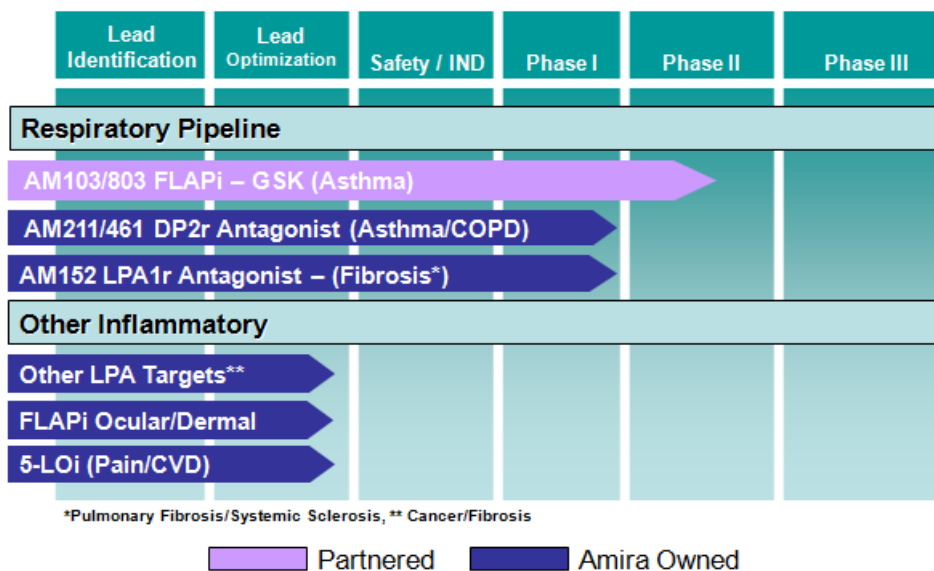 Lead
Identification
Lead
Optimization
Safety / IND
Phase I
Phase II
Phase III
Respiratory Pipeline
AM103/803 FLAPi – GSK (Asthma)
AM211/461 DP2r Antagonist (Asthma/COPD)
AM152 LPA1r Antagonist – (Fibrosis*)
Other Inflammatory
Other LPA Targets**
FLAPi Ocular/Dermal
5-LOi (Pain/CVD)
*Pulmonary Fibrosis/Systemic Sclerosis, ** Cancer/Fibrosis
Partnered
Amira Owned